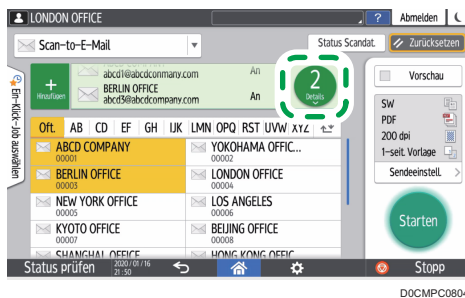 LONDON OFFICE
? Abmelden
Scan-to-E-Mail
Status Scandat.
Zurücksetzen
Ein-Klick-Job auswählen
+
Hinzufügen
abcd1@abcdconmany.com An
BERLIN OFFICE
abcd3@abcdcompany.com An
2
Details
Vorschau
SW
PDF
200 dpi
1-seit. Vorlage
Sendeeinstell. >
Oft. AB CD EF GH IJK LMN OPQ RST UVW XYZ
ABCD COMPANY
00001
YOKOHAMA OFFIC...
00002
BERLIN OFFICE
00003
LONDON OFFICE
00004
NEW YORK OFFICE
00005
LOS ANGELES
00006
KYOTO OFFICE
00007
BEIJING OFFICE
00008
SHANGHAI OFFICE
HONG KONG OFFIC
Starten
Status prüfen
2020/01/16
21:50
Stopp
D0CMPC0804